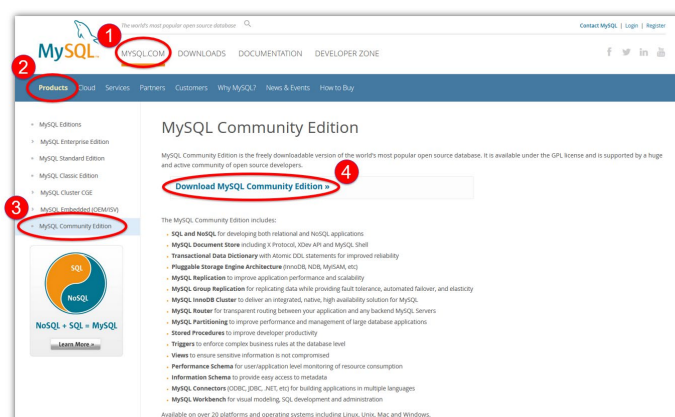 The world's most popular open source database
Contact MySQL | Login | Register
MySQL
1
MYSQL.COM DOWNLOADS DOCUMENTATION DEVELOPER ZONE
2
Products Cloud Services Partners Customers Why MySQL? News & Events How to Buy
MySQL Editions
MySQL Enterprise Edition
MySQL Standard Edition
MySQL Classic Edition
MySQL Cluster CGE
MySQL Embedded (OEM/ISV)
3
MySQL Community Edition
SQL
NoSQL
NoSQL + SQL = MySQL
Learn More »
MySQL Community Edition
MySQL Community Edition is the freely downloadable version of the world's most popular open source database. It is available under the GPL license and is supported by a huge
and active community of open source developers.
4
Download MySQL Community Edition »
The MySQL Community Edition includes:
SQL and NoSQL for developing both relational and NoSQL applications
MySQL Document Store including X Protocol, XDev API and MySQL Shell
Transactional Data Dictionary with Atomic DDL statements for improved reliability
Pluggable Storage Engine Architecture (InnoDB, NDB, MyISAM, etc)
MySQL Replication to improve application performance and scalability
MySQL Group Replication for replicating data while providing fault tolerance, automated failover, and elasticity
MySQL InnoDB Cluster to deliver an integrated, native, high availability solution for MySQL
MySQL Router for transparent routing between your application and any backend MySQL Servers
MySQL Partitioning to improve performance and management of large database applications
Stored Procedures to improve developer productivity
Triggers to enforce complex business rules at the database level
Views to ensure sensitive information is not compromised
Performance Schema for user/application level monitoring of resource consumption
Information Schema to provide easy access to metadata
MySQL Connectors (ODBC, JDBC, .NET, etc) for building applications in multiple languages
MySQL Workbench for visual modeling, SQL development and administration
Available on over 20 platforms and operating systems including Linux, Unix, Mac and Windows.